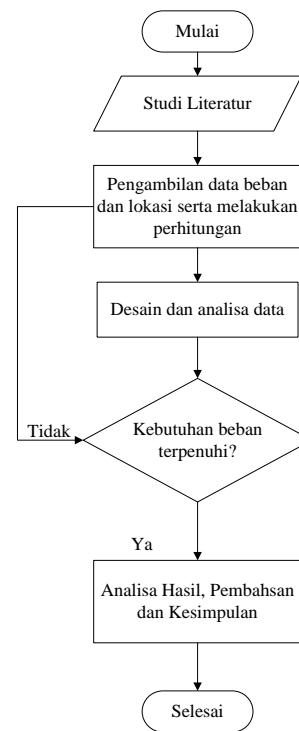 Mulai
Studi Literatur
Pengambilan data beban
dan lokasi serta melakukan
perhitungan
Desain dan analisa data
Tidak
Kebutuhan beban
terpenuhi?
Ya
Analisa Hasil, Pembahsan
dan Kesimpulan
Selesai